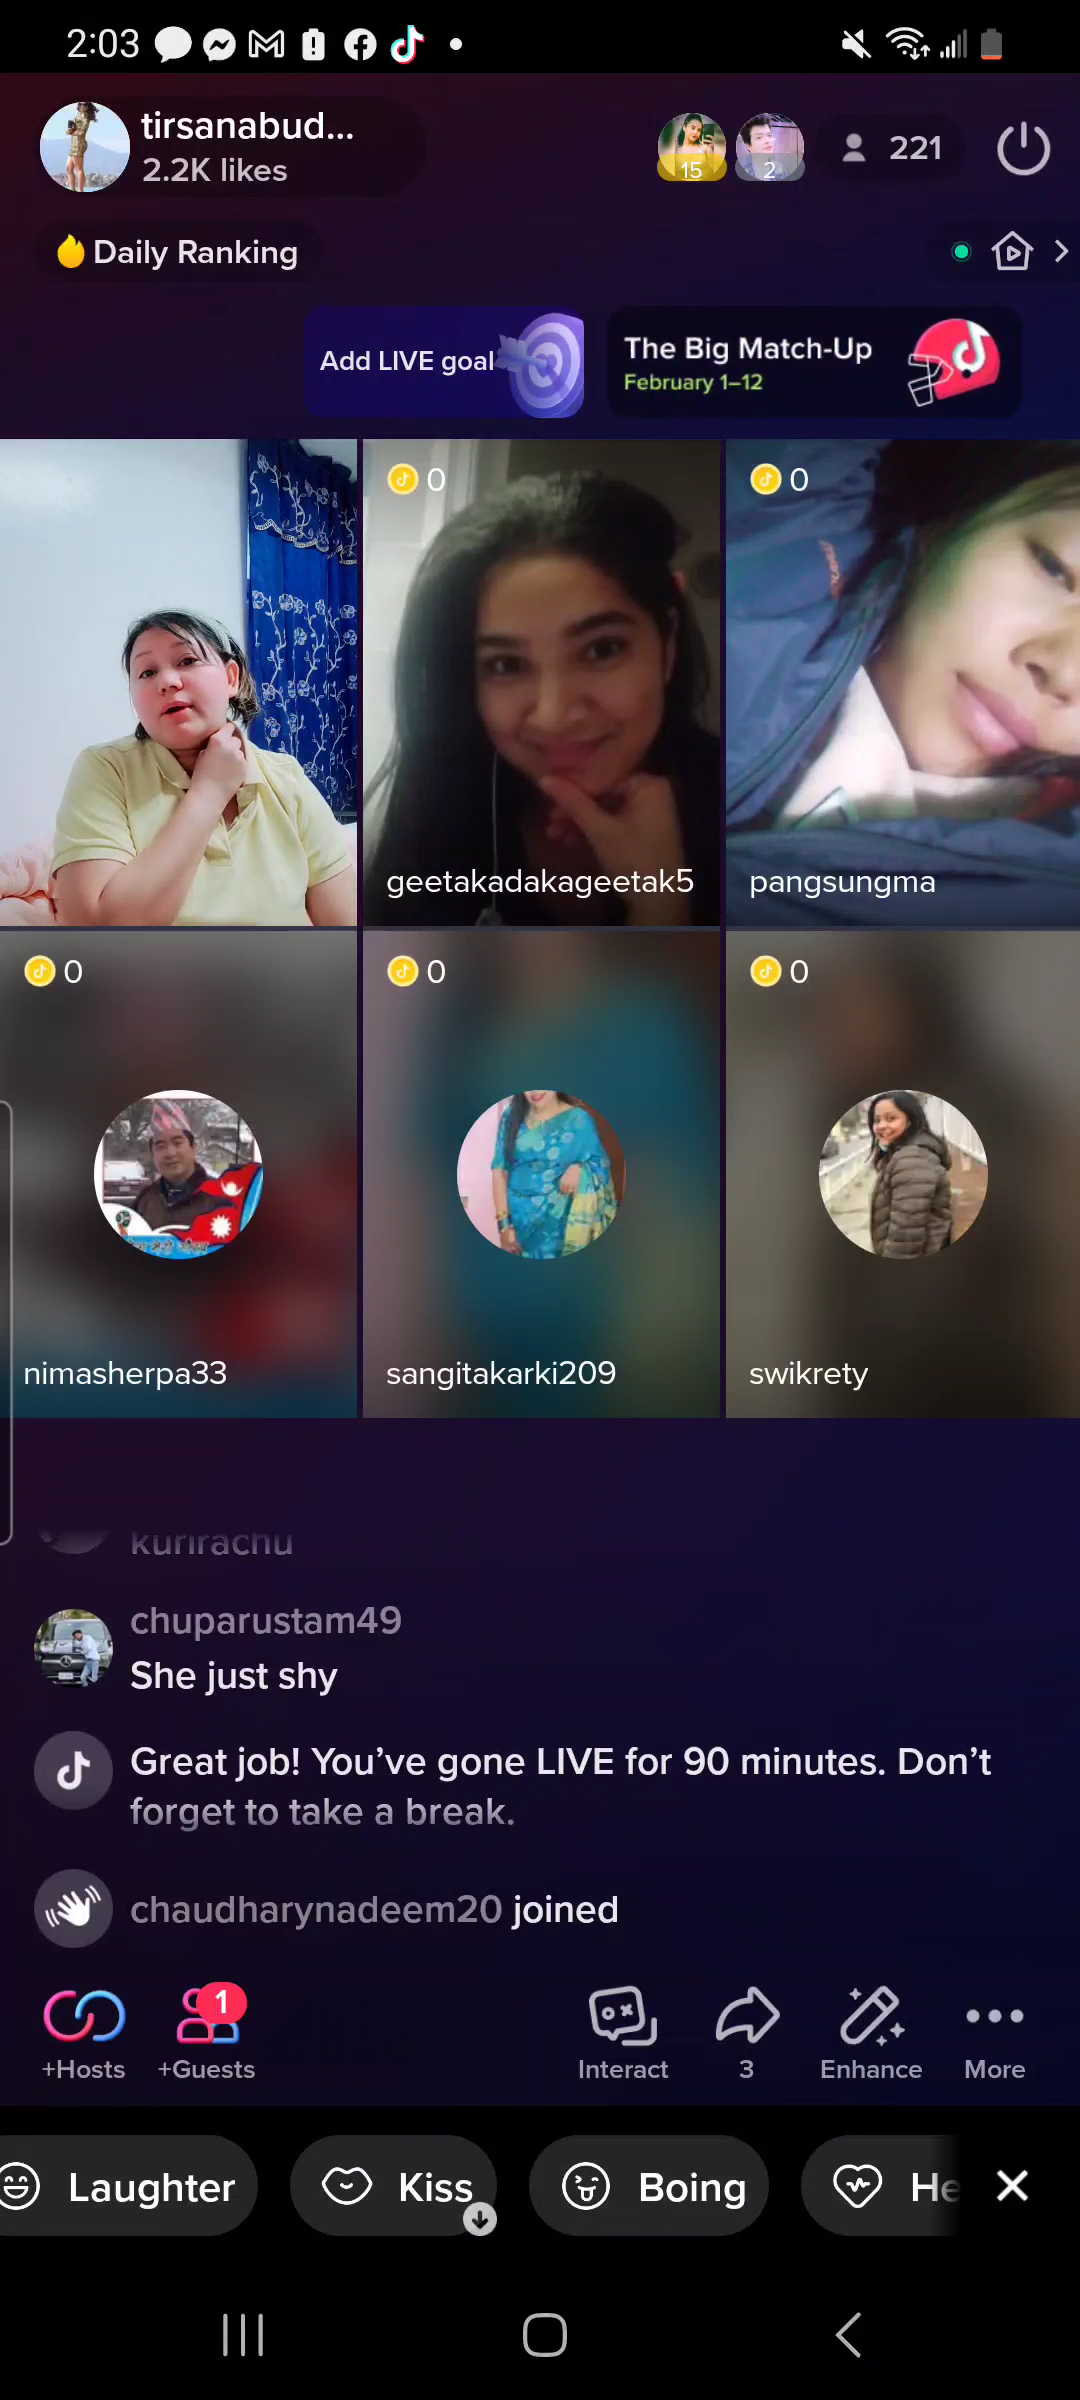 2:03
tirsanabud...
2.2K likes
15
2
221
Daily Ranking
Add LIVE goal
The Big Match-Up
February 1–12
0
0
geetakadakageetak5
pangsungma
0
0
0
nimasherpa33
sangitakarki209
swikrety
kurirachu
chuparustam49
She just shy
Great job! You’ve gone LIVE for 90 minutes. Don’t
forget to take a break.
chaudharynadeem20 joined
1
+Hosts
+Guests
Interact
3
Enhance
More
Laughter
Kiss
Boing
He